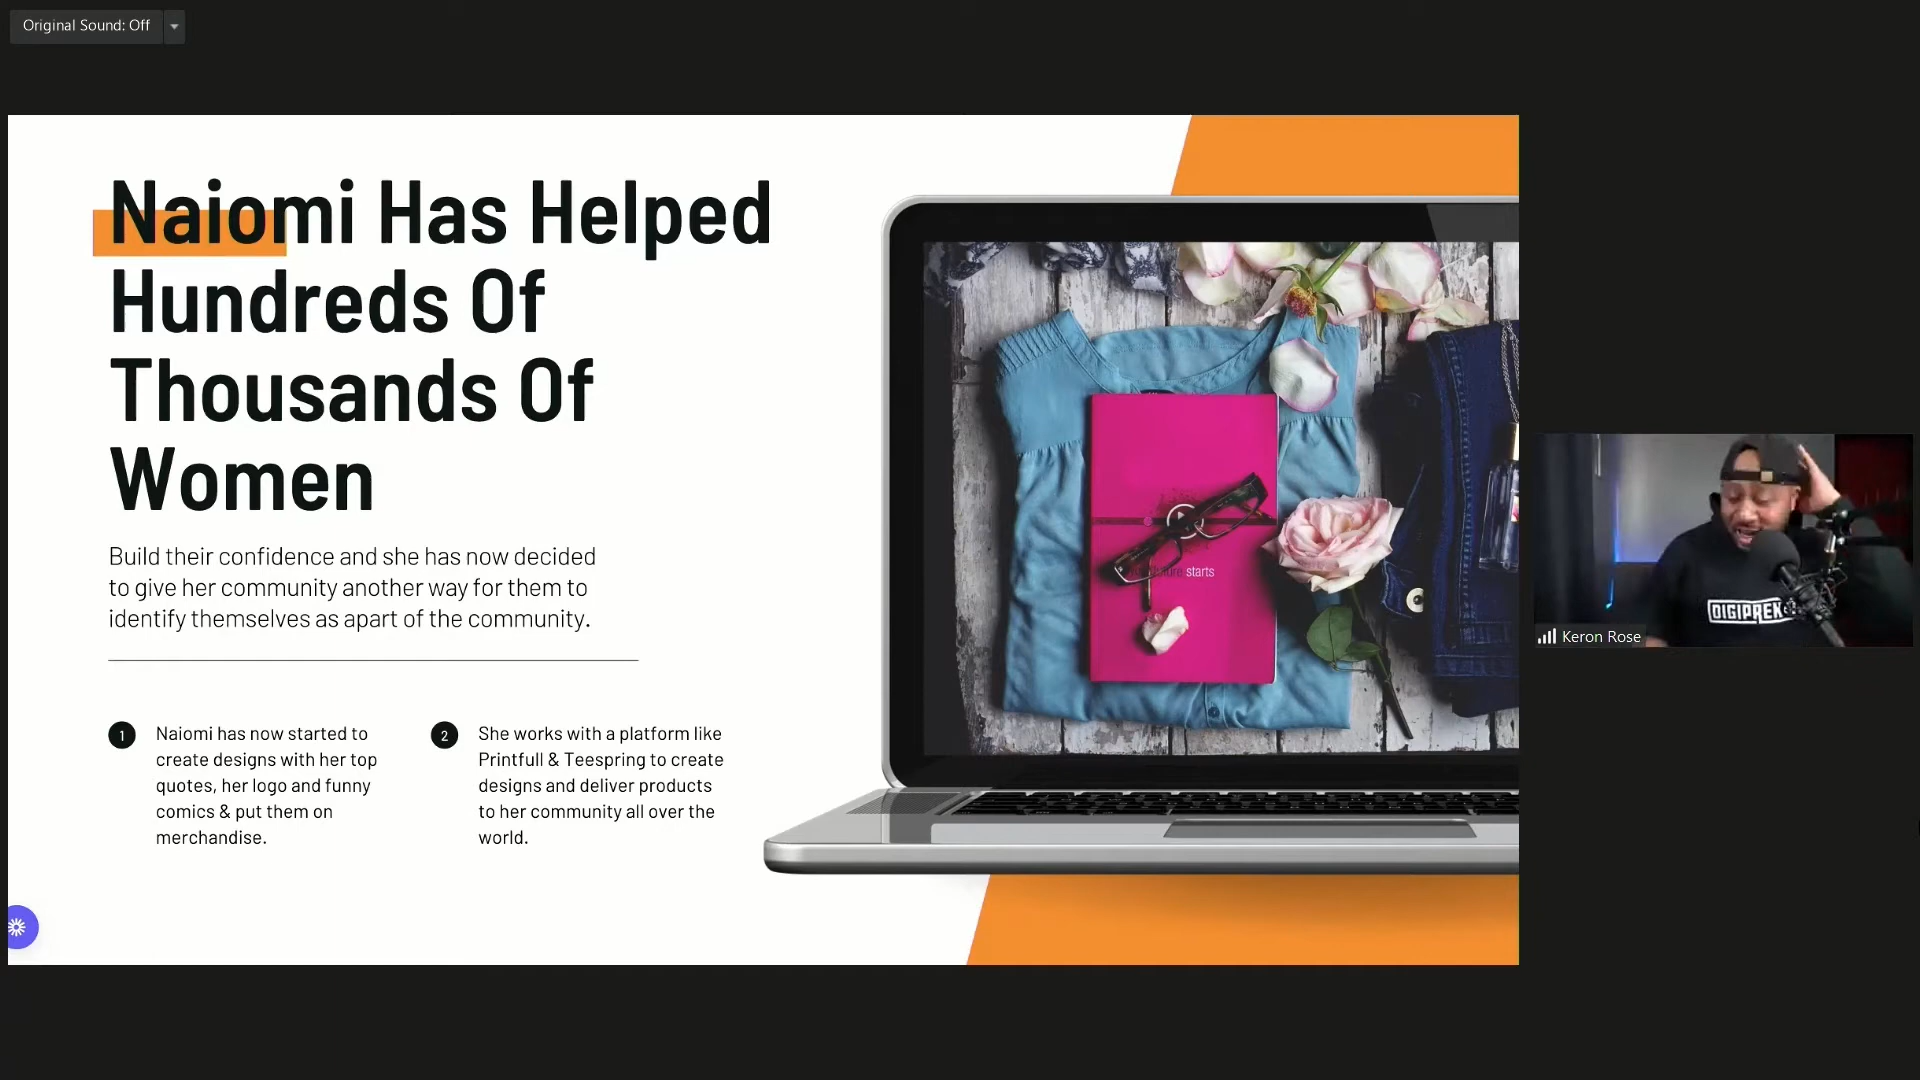 Original Sound: Off
Naiomi Has Helped
Hundreds Of
Thousands Of
Women
Build their confidence and she has now decided
to give her community another way for them to
identify themselves as apart of the community.
1
Naiomi has now started to
create designs with her top
quotes, her logo and funny
comics & put them on
merchandise.
2
She works with a platform like
Printfull & Teespring to create
designs and deliver products
to her community all over the
world.
starts
Keron Rose